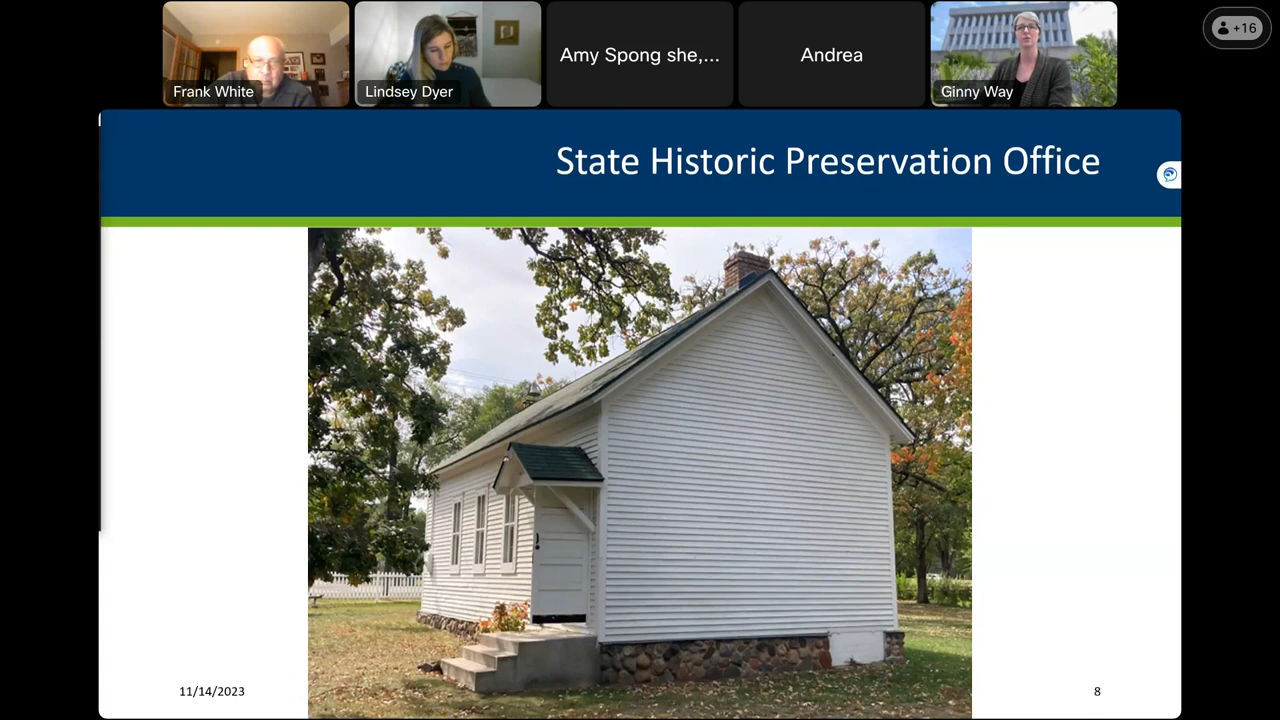 Frank White
Lindsey Dyer
Amy Spong she,...
Andrea
Ginny Way
+16
State Historic Preservation Office
11/14/2023
8